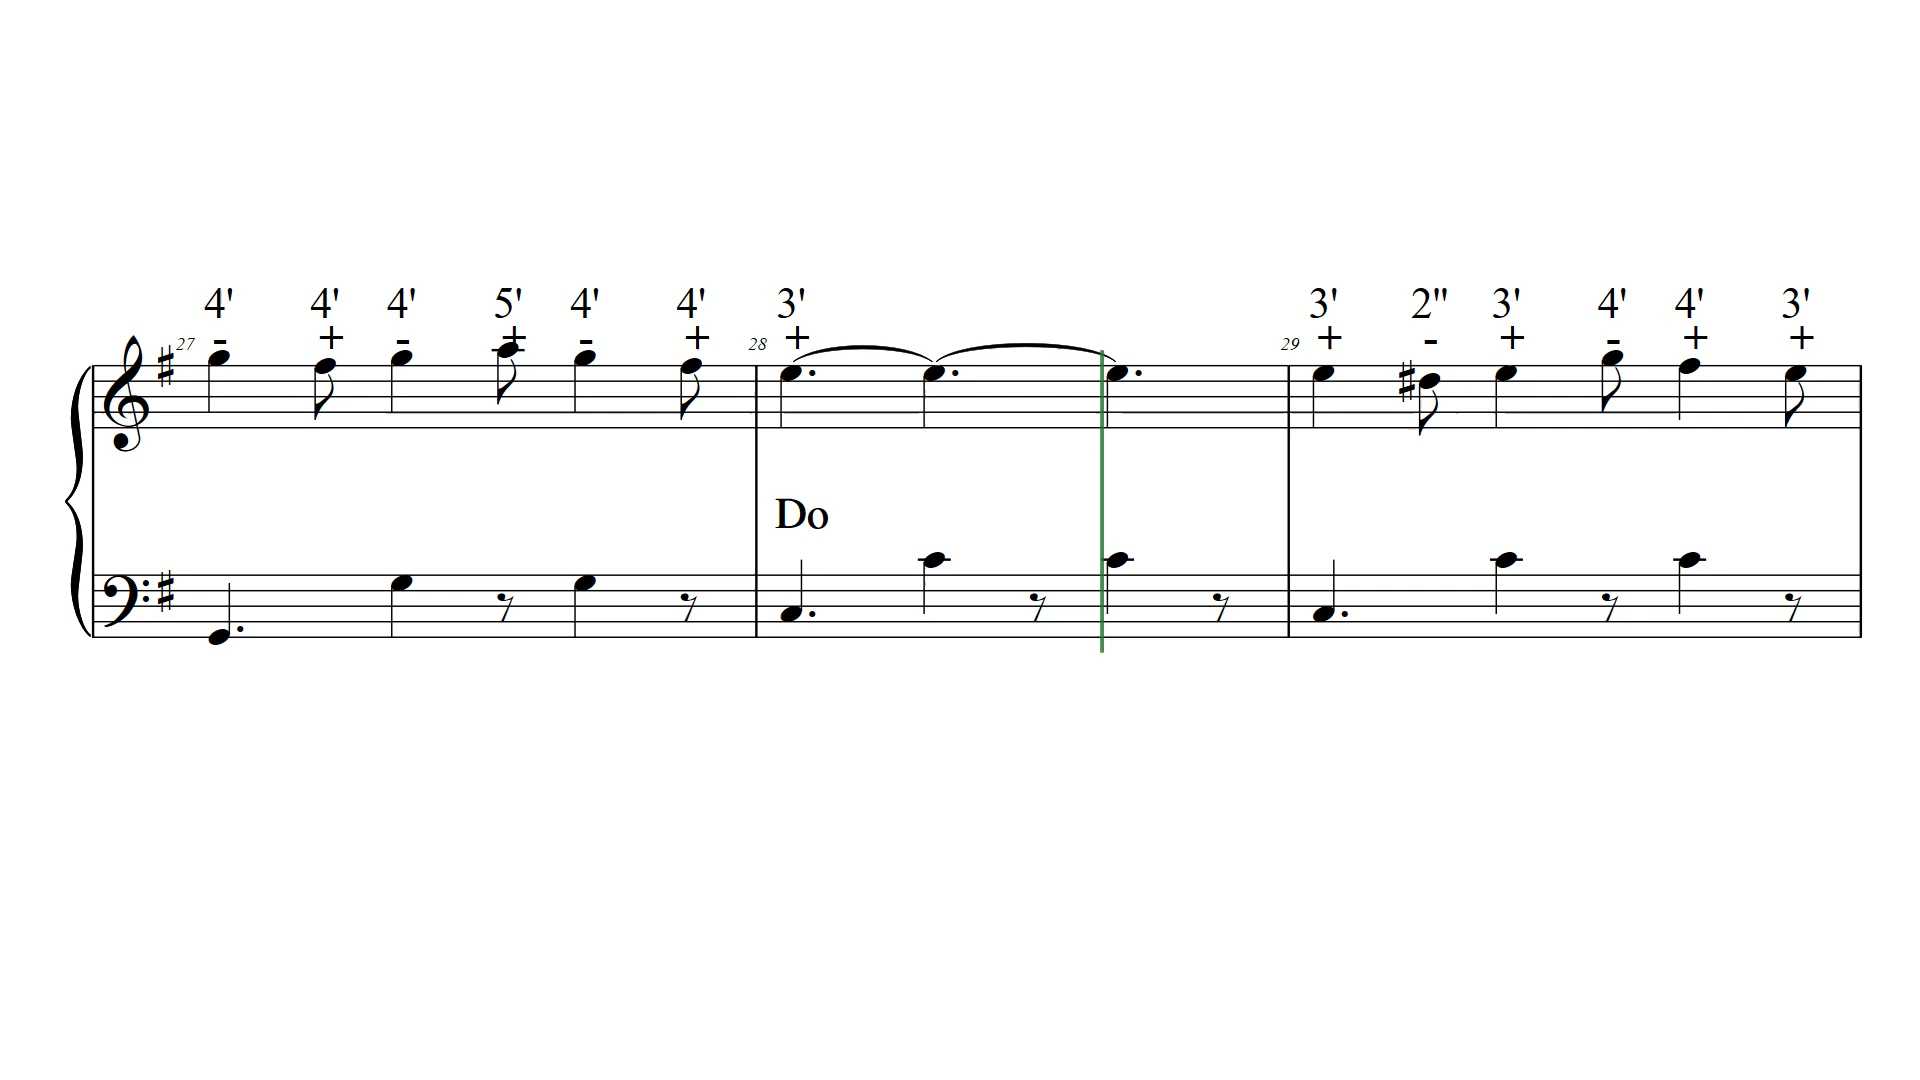 4' 4' 4' 5' 4' 4' 3' 3' 2" 3' 4' 4' 3'
- + - + - + + + - + - + +
27 28 29
Do